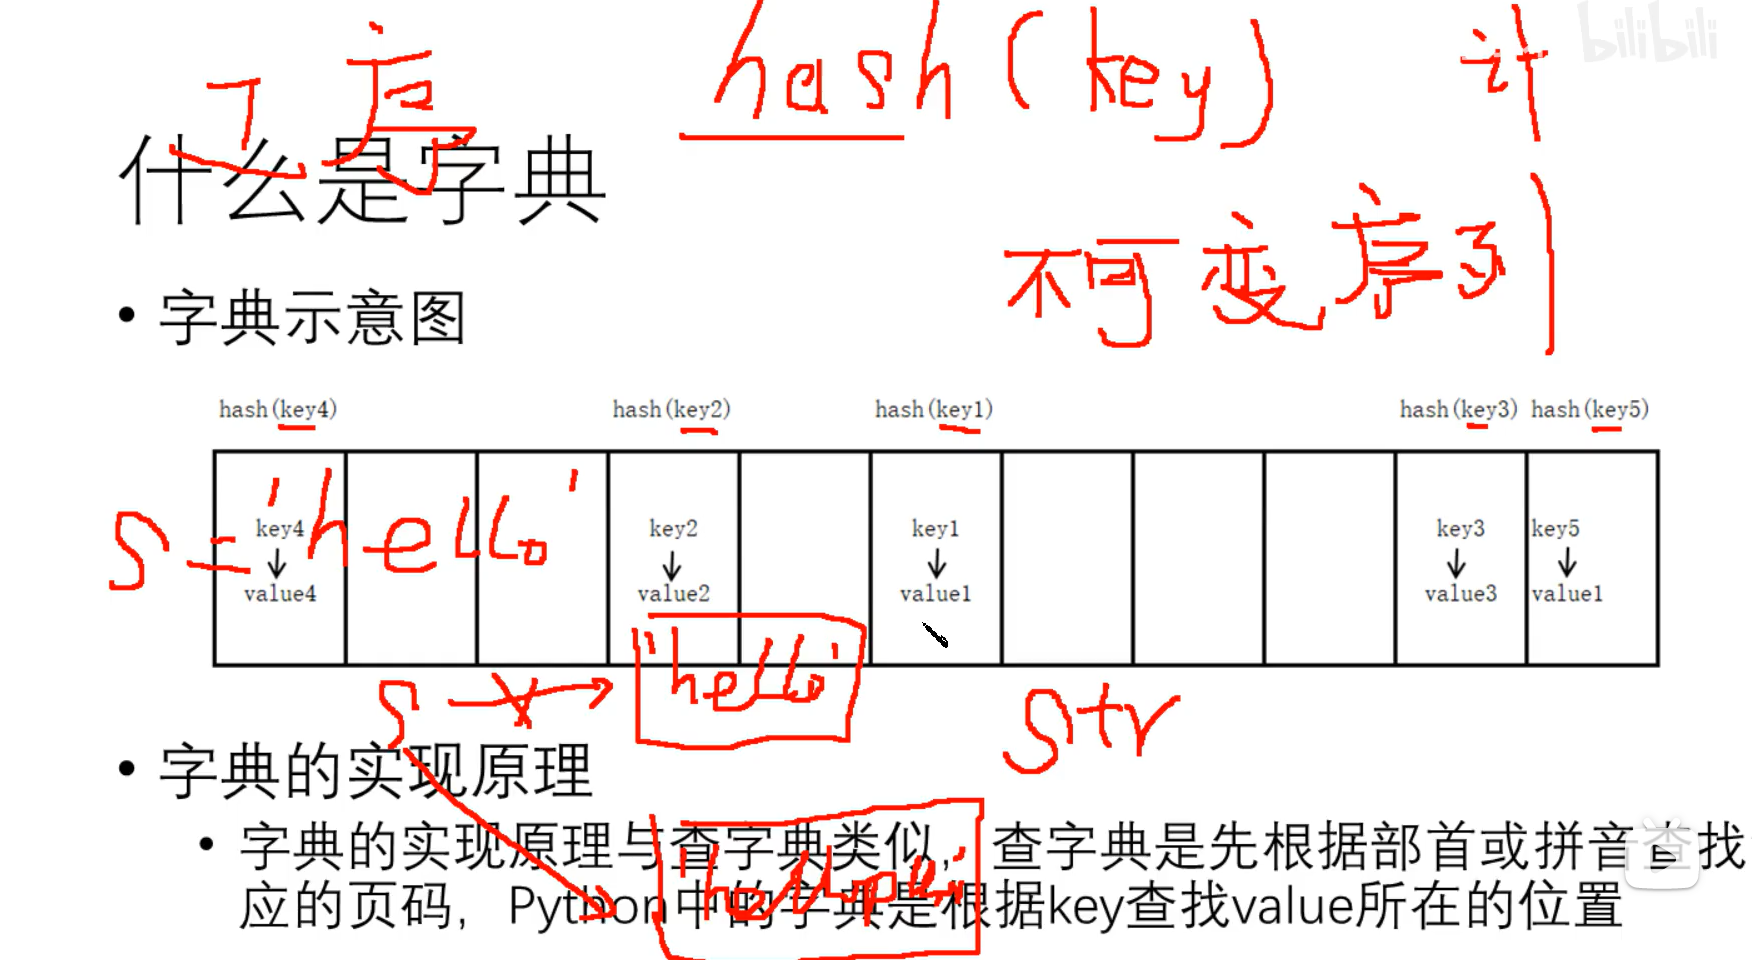 bilibili
hash(key) 计
序
什么是字典
不可变序列
字典示意图
hash(key4) hash(key2) hash(key1) hash(key3) hash(key5)
s='hello'
key4 key2 key1 key3 key5
value4 value2 value1 value3 value1
s 'hello'
str
字典的实现原理
字典的实现原理与查字典类似，查字典是先根据部首或拼音查找
应的页码，Python中的字典是根据key查找value所在的位置